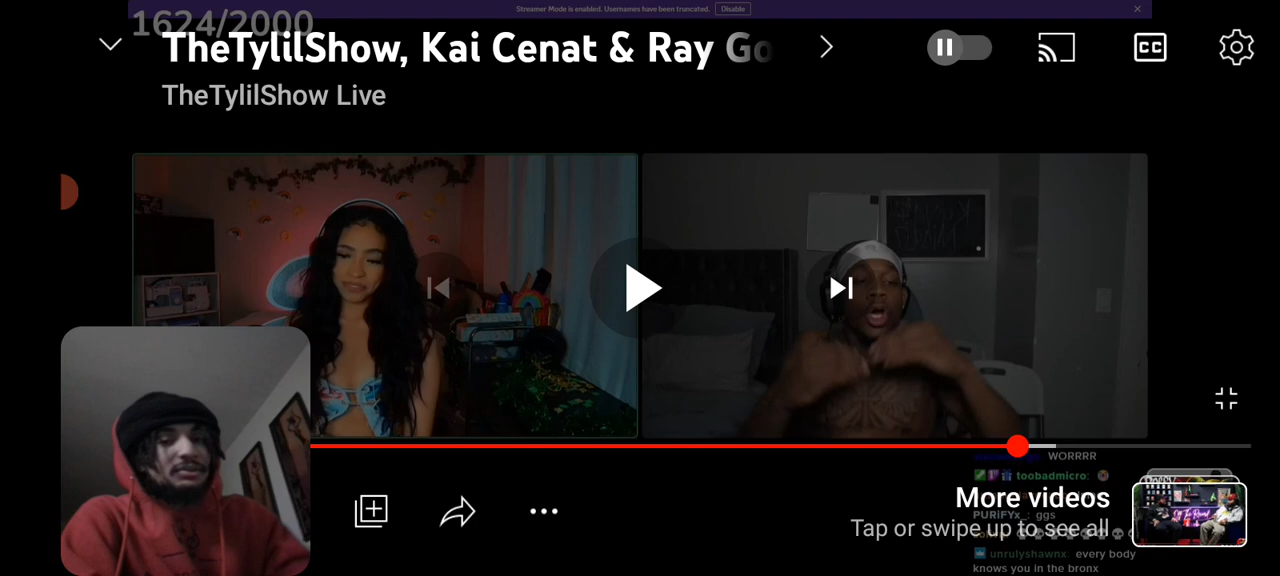 Streamer Mode is enabled. Usernames have been truncated. Disable
1624/2000
TheTylilShow, Kai Cenat & Ray Go
TheTylilShow Live
CC
WORRRR
toobadmicro:
More videos
PURiFYx_: ggs
Tap or swipe up to see all
unrulyshawnx: every body
knows you in the bronx